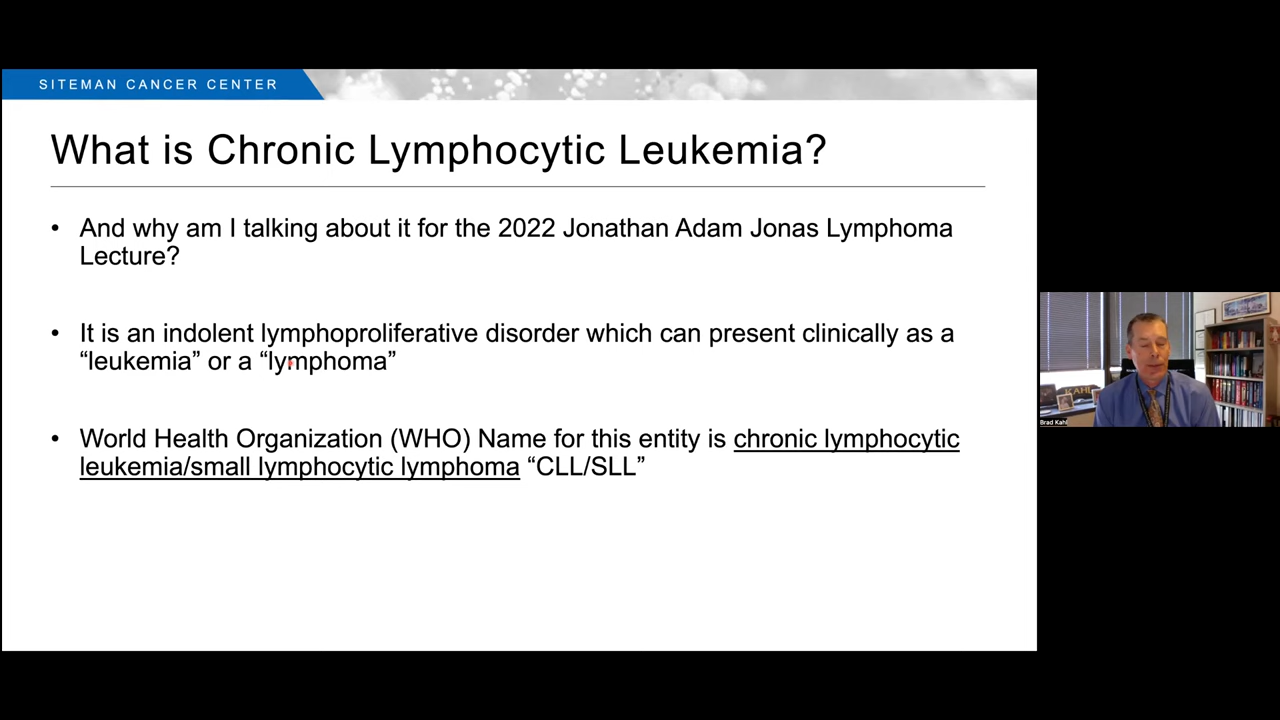 SITEMAN CANCER CENTER
What is Chronic Lymphocytic Leukemia?
• And why am I talking about it for the 2022 Jonathan Adam Jonas Lymphoma
Lecture?
• It is an indolent lymphoproliferative disorder which can present clinically as a
“leukemia” or a “lymphoma”
• World Health Organization (WHO) Name for this entity is chronic lymphocytic
leukemia/small lymphocytic lymphoma “CLL/SLL”
KAHL
Brad Kahl